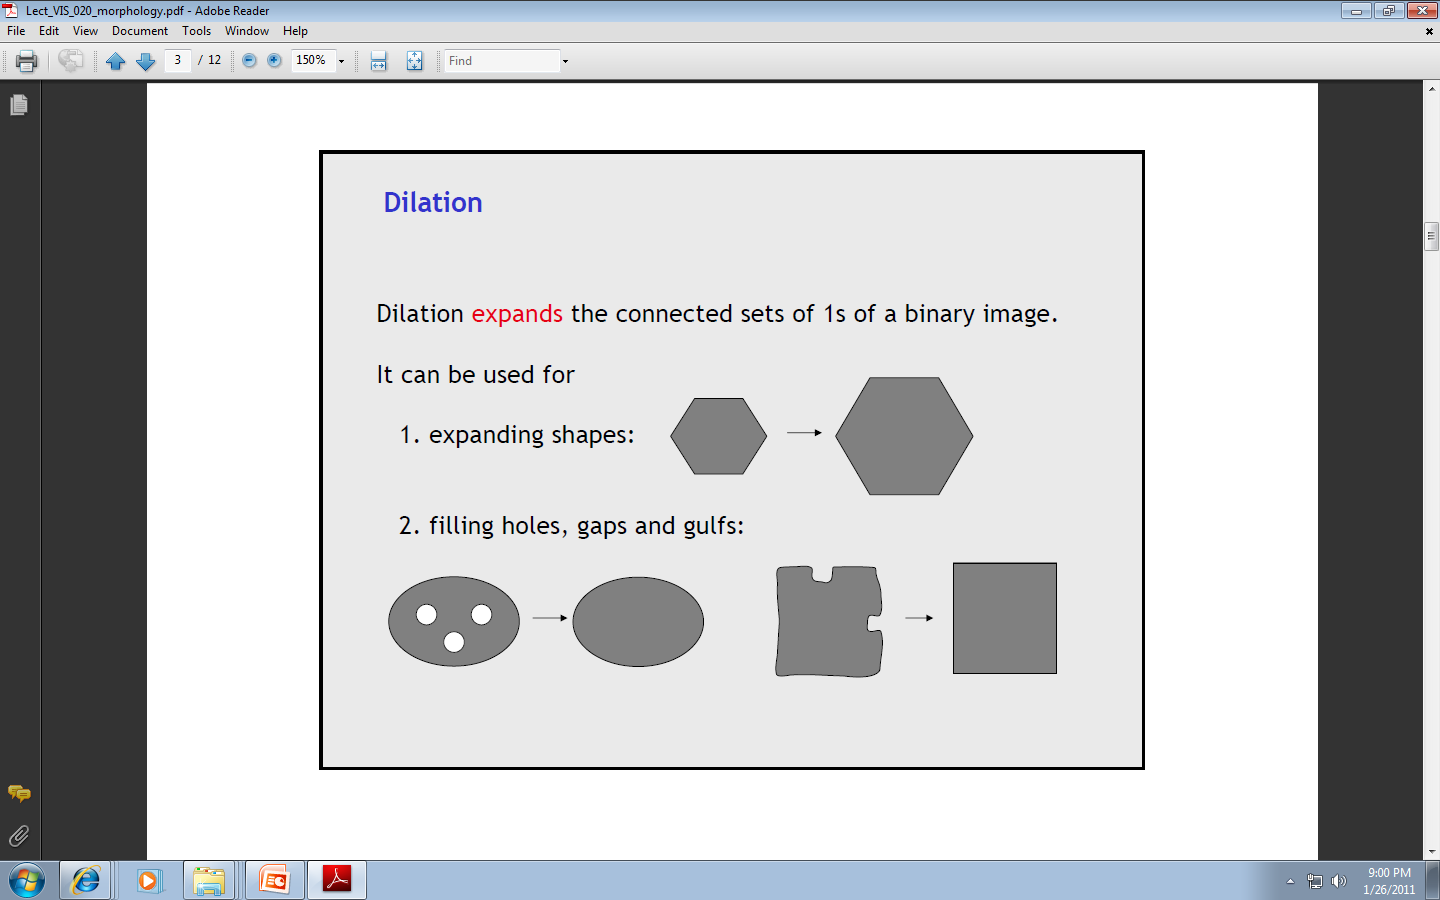 Lect_VIS_020_morphology.pdf - Adobe Reader
File Edit View Document Tools Window Help
3 / 12 150% Find
Dilation
Dilation expands the connected sets of 1s of a binary image.
It can be used for
1. expanding shapes:
2. filling holes, gaps and gulfs:
9:00 PM
1/26/2011